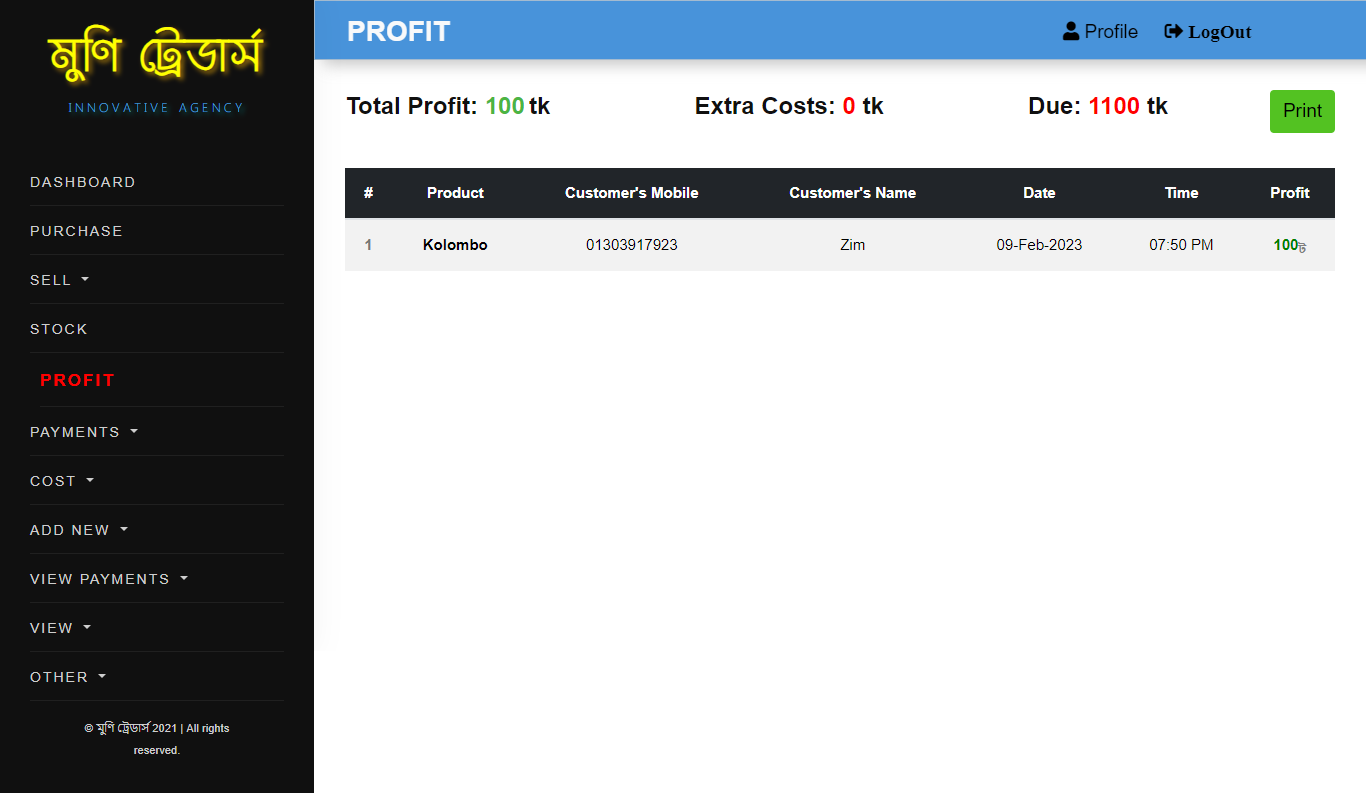 মুণি ট্রেডার্স
INNOVATIVE AGENCY
DASHBOARD
PURCHASE
SELL
STOCK
PROFIT
PAYMENTS
COST
ADD NEW
VIEW PAYMENTS
VIEW
OTHER
© মুণি ট্রেডার্স 2021 | All rights
reserved.
PROFIT Profile LogOut
Total Profit: 100 tk Extra Costs: 0 tk Due: 1100 tk Print
# Product Customer's Mobile Customer's Name Date Time Profit
1 Kolombo 01303917923 Zim 09-Feb-2023 07:50 PM 100ট